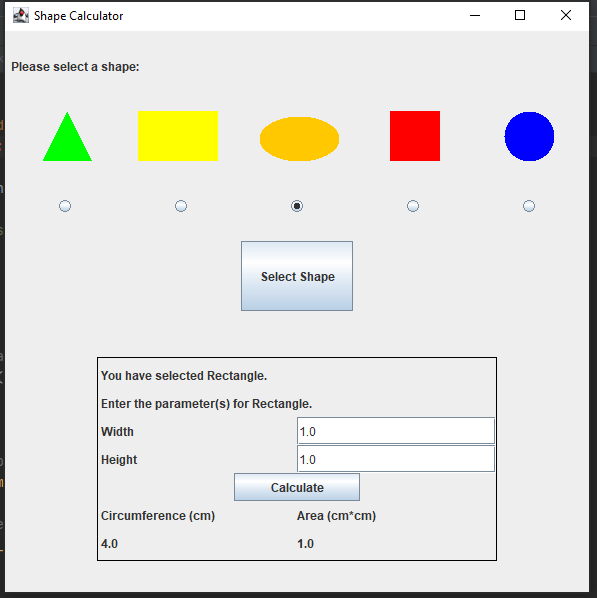 Shape Calculator
Please select a shape:
Select Shape
You have selected Rectangle.
Enter the parameter(s) for Rectangle.
Width 1.0
Height 1.0
Calculate
Circumference (cm) Area (cm*cm)
4.0 1.0